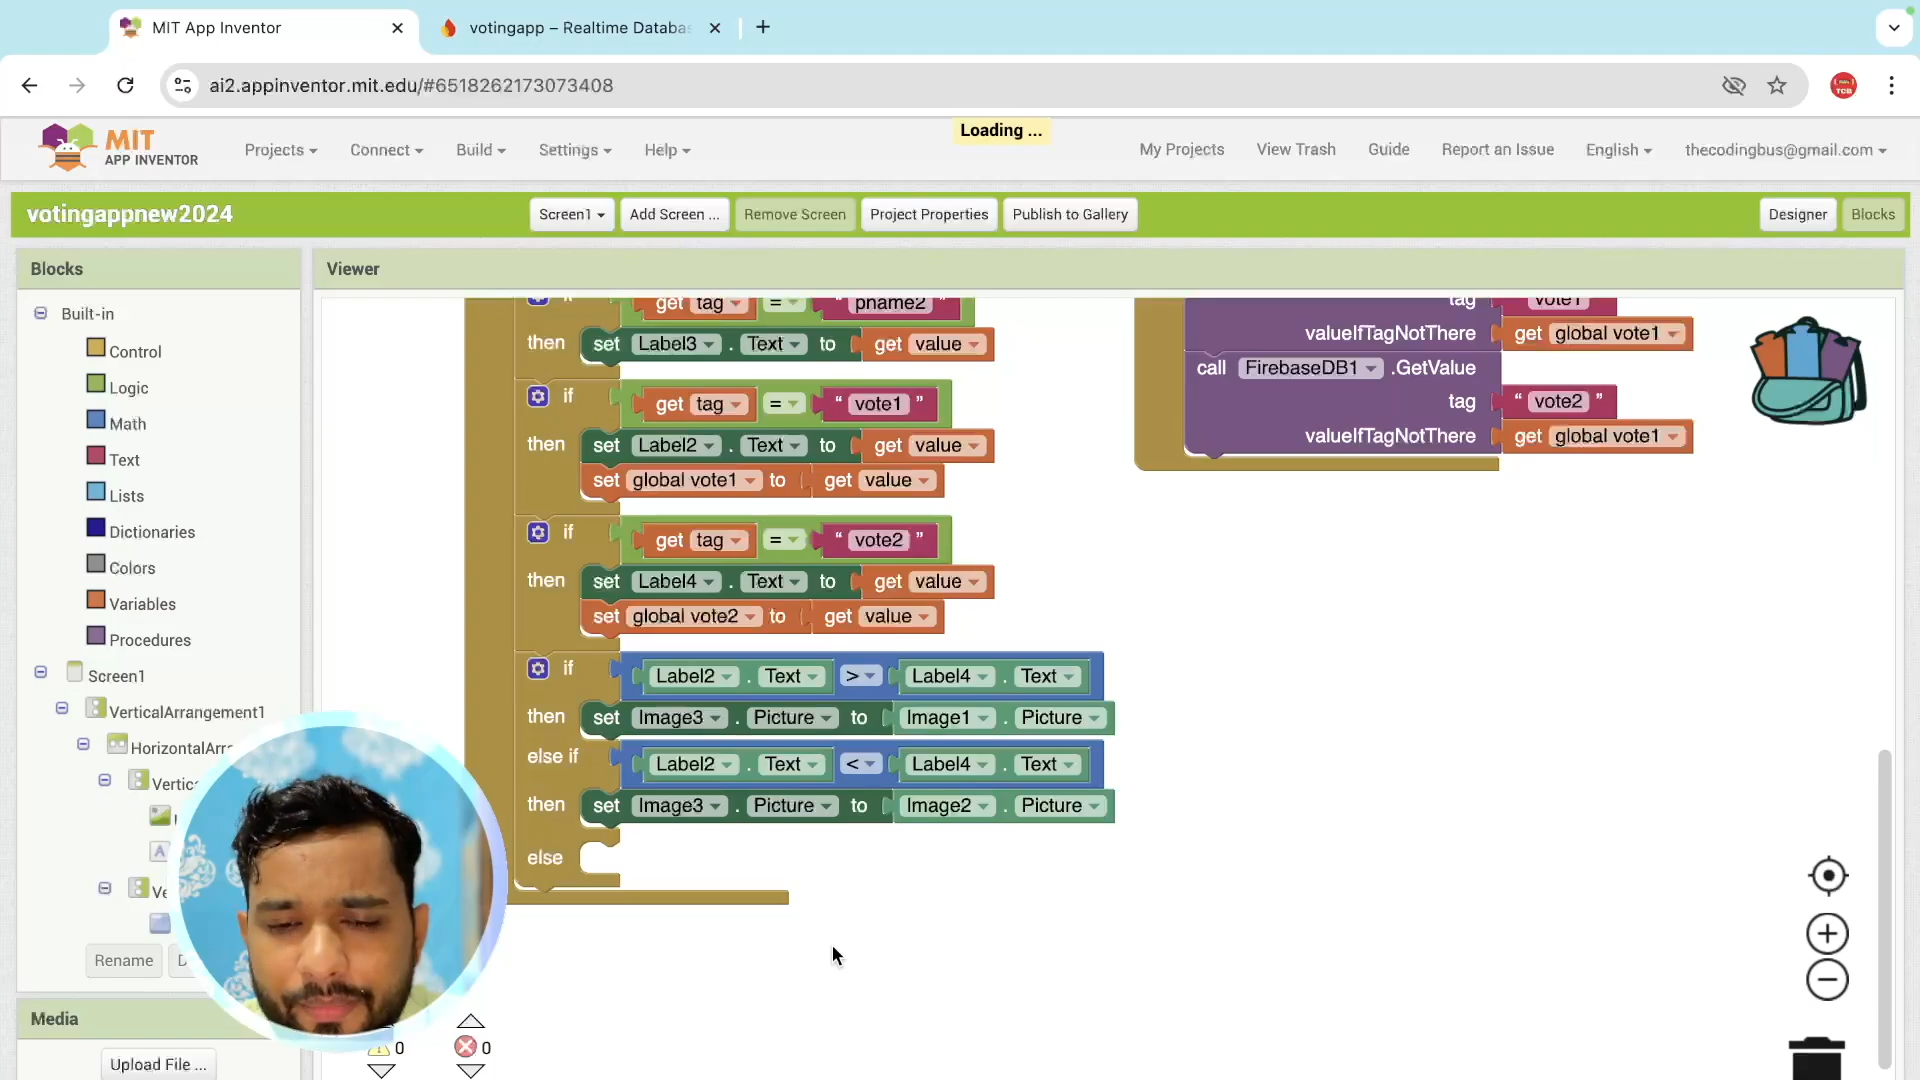 MIT App Inventor
votingapp – Realtime Databas
ai2.appinventor.mit.edu/#6518262173073408
TCB
Loading ...
MIT
APP INVENTOR
Projects
Connect
Build
Settings
Help
My Projects
View Trash
Guide
Report an Issue
English
thecodingbus@gmail.com
votingappnew2024
Screen1
Add Screen ...
Remove Screen
Project Properties
Publish to Gallery
Designer
Blocks
Blocks
Viewer
Built-in
Control
Logic
Math
Text
Lists
Dictionaries
Colors
Variables
Procedures
Screen1
VerticalArrangement1
HorizontalArra
Vertic
A
Ve
Rename
D
Media
Upload File ...
if get tag = " pname2 "
then set Label3 . Text to get value
if get tag = " vote1 "
then set Label2 . Text to get value
set global vote1 to get value
if get tag = " vote2 "
then set Label4 . Text to get value
set global vote2 to get value
if Label2 . Text > Label4 . Text
then set Image3 . Picture to Image1 . Picture
else if Label2 . Text < Label4 . Text
then set Image3 . Picture to Image2 . Picture
else
tag " vote1 "
valueIfTagNotThere get global vote1
call FirebaseDB1 .GetValue
tag " vote2 "
valueIfTagNotThere get global vote1
0
0